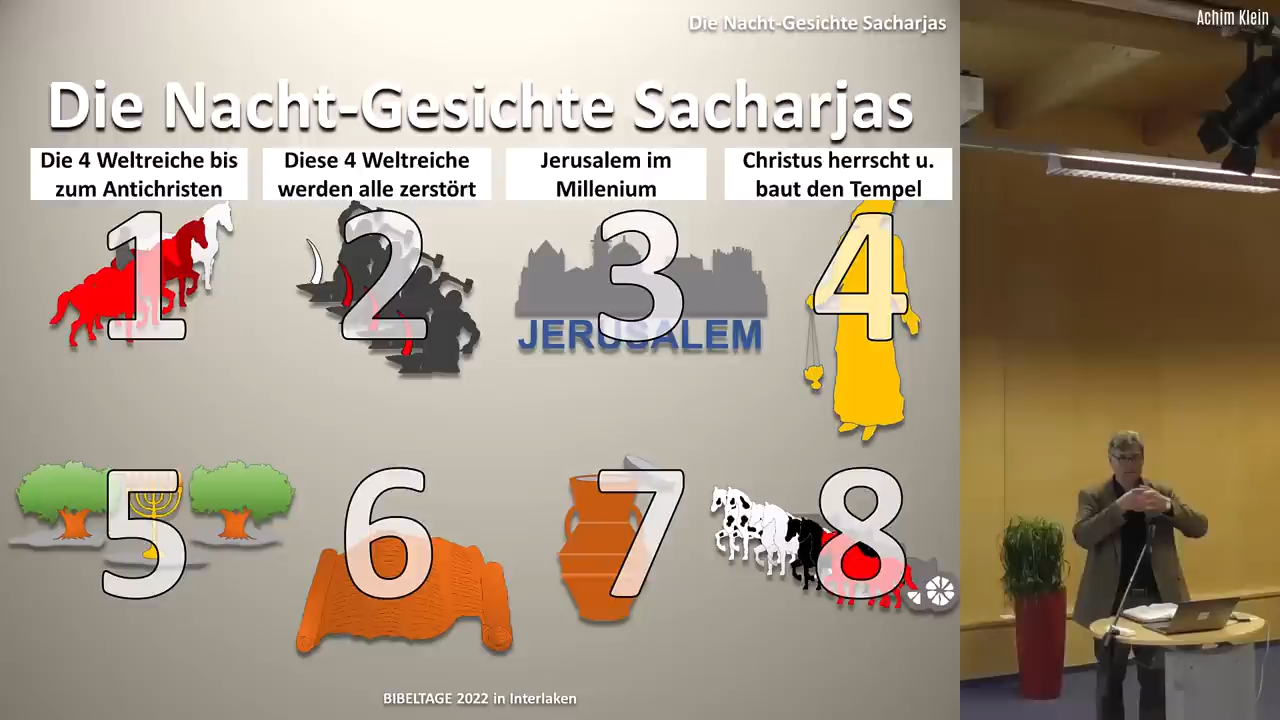 Die Nacht-Gesichte Sacharjas
Achim Klein
Die Nacht-Gesichte Sacharjas
Die 4 Weltreiche bis
zum Antichristen
Diese 4 Weltreiche
werden alle zerstört
Jerusalem im
Millenium
Christus herrscht u.
baut den Tempel
1
2
3
4
JERUSALEM
5
6
7
8
BIBELTAGE 2022 in Interlaken